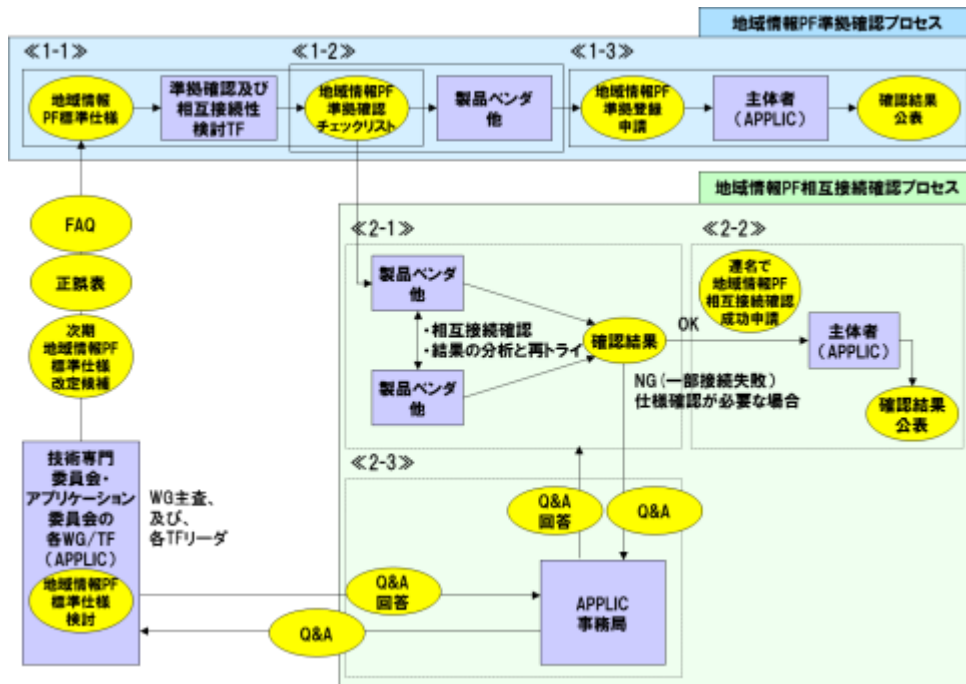 地域情報PF準拠確認プロセス
≪1-1≫
≪1-2≫
≪1-3≫
地域情報
PF標準仕様
準拠確認及び
相互接続性
検討TF
地域情報PF
準拠確認
チェックリスト
製品ベンダ
他
地域情報PF
準拠登録
申請
主体者
(APPLIC)
確認結果
公表
FAQ
正誤表
次期
地域情報PF
標準仕様
改定候補
地域情報PF相互接続確認プロセス
≪2-1≫
≪2-2≫
製品ベンダ
他
・相互接続確認
・結果の分析と再トライ
製品ベンダ
他
確認結果
OK
連名で
地域情報PF
相互接続確認
成功申請
主体者
(APPLIC)
確認結果
公表
NG(一部接続失敗)
仕様確認が必要な場合
≪2-3≫
Q&A
回答
Q&A
技術専門
委員会・
アプリケーション
委員会の
各WG/TF
(APPLIC)
WG主査、
及び、
各TFリーダ
地域情報PF
標準仕様
検討
Q&A
回答
Q&A
APPLIC
事務局